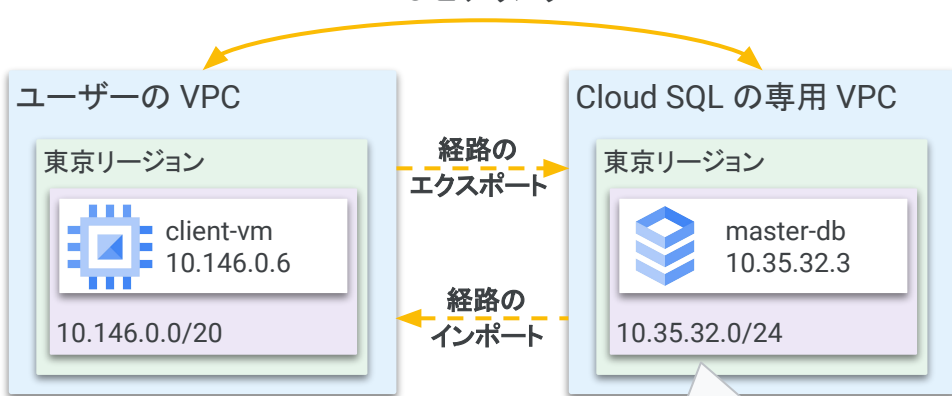 ユーザーの VPC
Cloud SQL の専用 VPC
東京リージョン
経路の
エクスポート
東京リージョン
client-vm
10.146.0.6
master-db
10.35.32.3
経路の
インポート
10.146.0.0/20
10.35.32.0/24